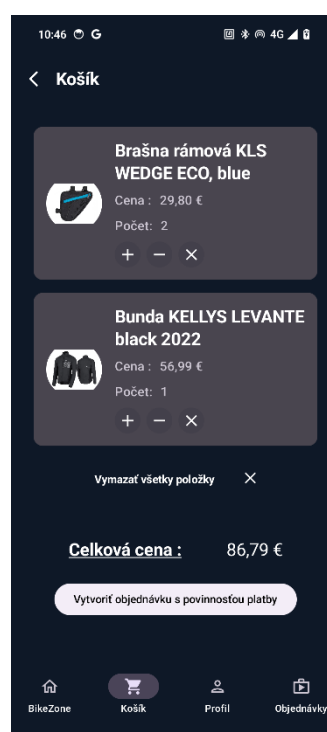 10:46 G 4G
Košík
Brašna rámová KLS
WEDGE ECO, blue
Cena : 29,80 €
Počet: 2
Bunda KELLYS LEVANTE
black 2022
Cena : 56,99 €
Počet: 1
Vymazať všetky položky
Celková cena : 86,79 €
Vytvoriť objednávku s povinnosťou platby
BikeZone Košík Profil Objednávky